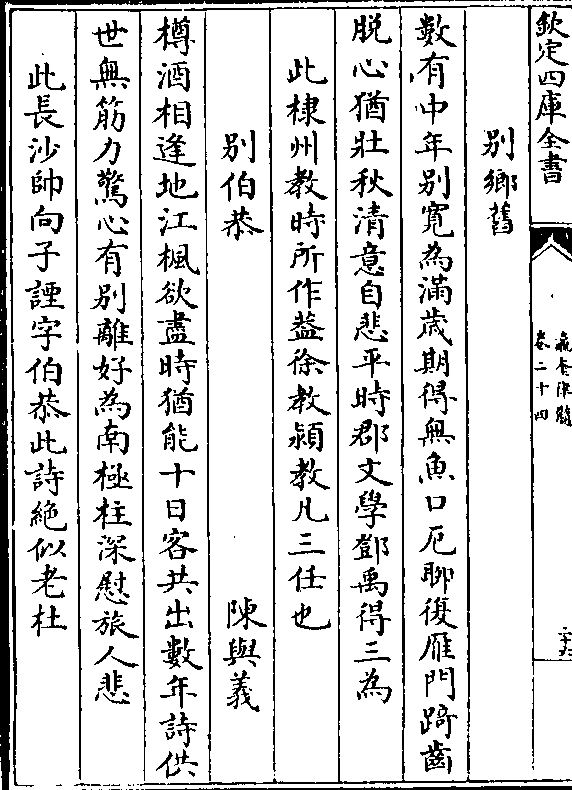 欽定四庫全書
瀛奎律髓
卷二十四
二十六
別鄉舊
數有中年別寛為滿歳期得無魚口厄聊復雁門踦齒
脱心猶壯秋清意自悲平時郡文學鄧禹得三為
此棣州教時所作葢徐教潁教凡三任也
別伯恭 陳與義
樽酒相逢地江楓欲盡時猶能十日客共出數年詩供
世無筋力驚心有別離好為南極柱深慰旅人悲
此長沙帥向子諲字伯恭此詩絶似老杜